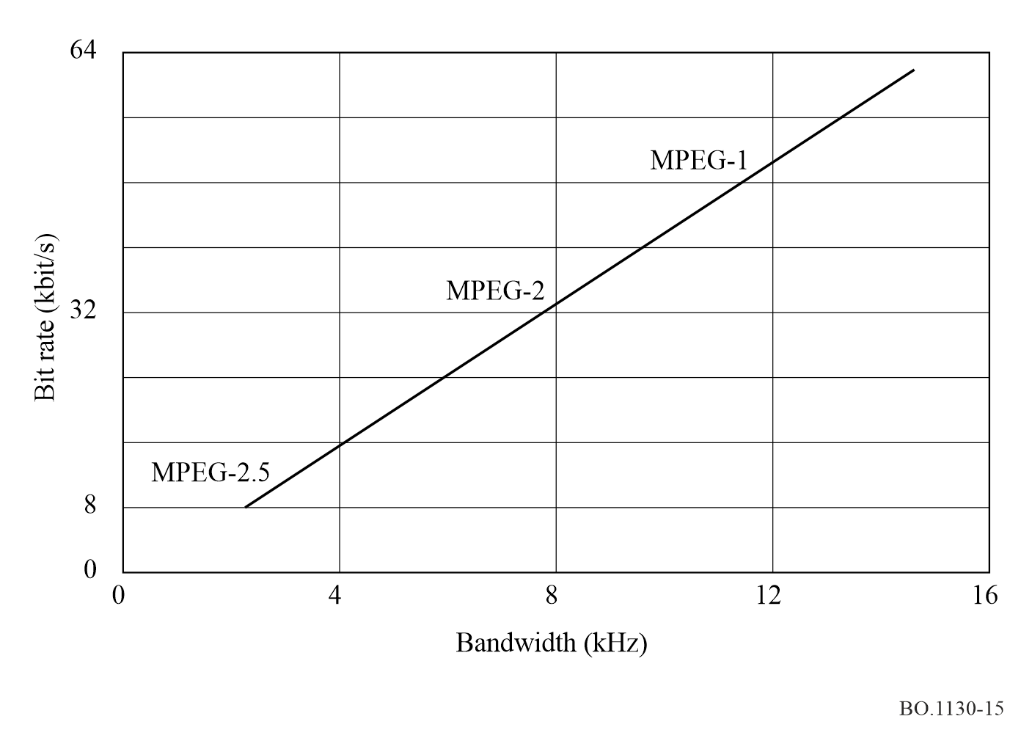 64
MPEG-1
MPEG-2
32
Bit rate (kbit/s)
MPEG-2.5
8
0
0 4 8 12 16
Bandwidth (kHz)
BO.1130-15